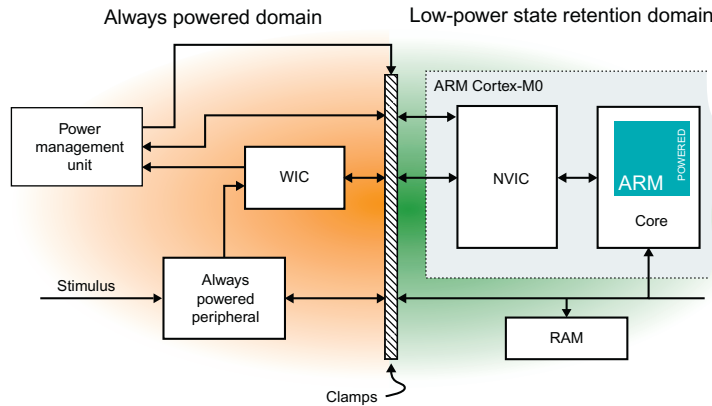 Always powered domain
Low-power state retention domain
ARM Cortex-M0
Power
management
unit
WIC
NVIC
ARM
POWERED
Core
Stimulus
Always
powered
peripheral
RAM
Clamps